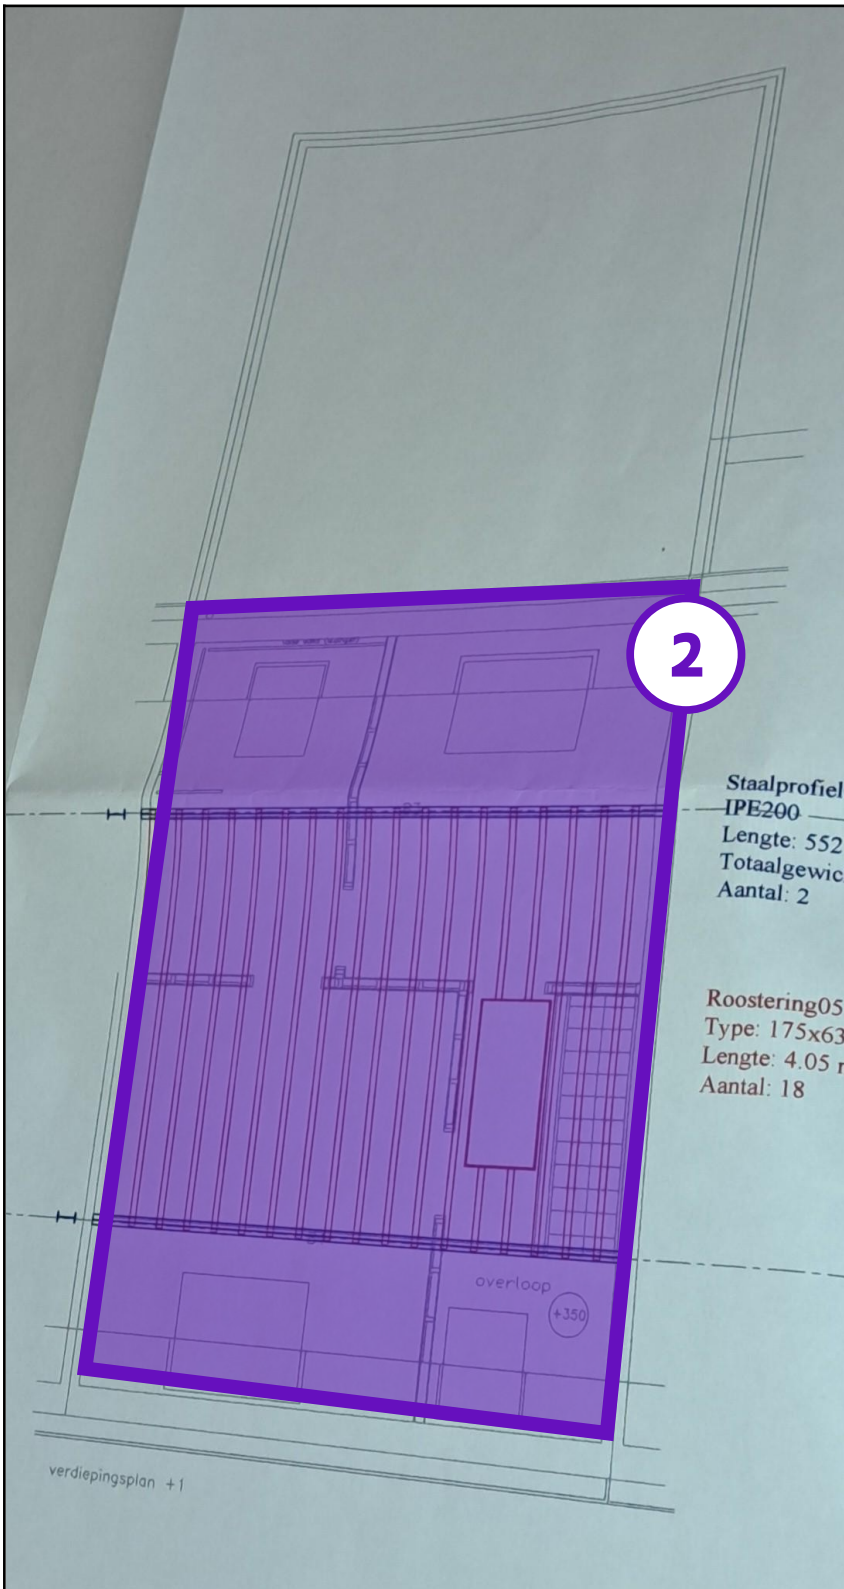 2
Staalprofiel
IPE200
Lengte: 552
Totaalgewic
Aantal: 2
Roostering05
Type: 175x63
Lengte: 4.05
Aantal: 18
overloop
+350
verdiepingsplan +1